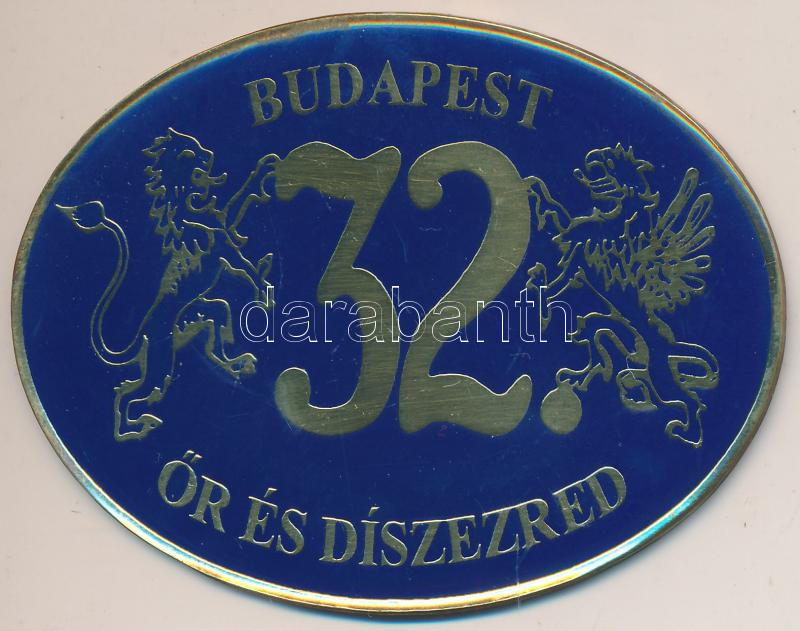 BUDAPEST
32.
darabanth
ŐR ÉS DÍSZEZRED